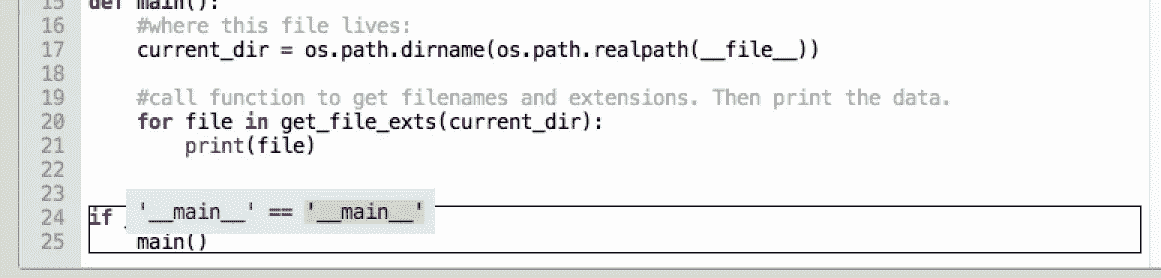 15 def main():
16 #where this file lives:
17 current_dir = os.path.dirname(os.path.realpath(__file__))
18
19 #call function to get filenames and extensions. Then print the data.
20 for file in get_file_exts(current_dir):
21 print(file)
22
23
24 if '__main__' == '__main__'
25 main()